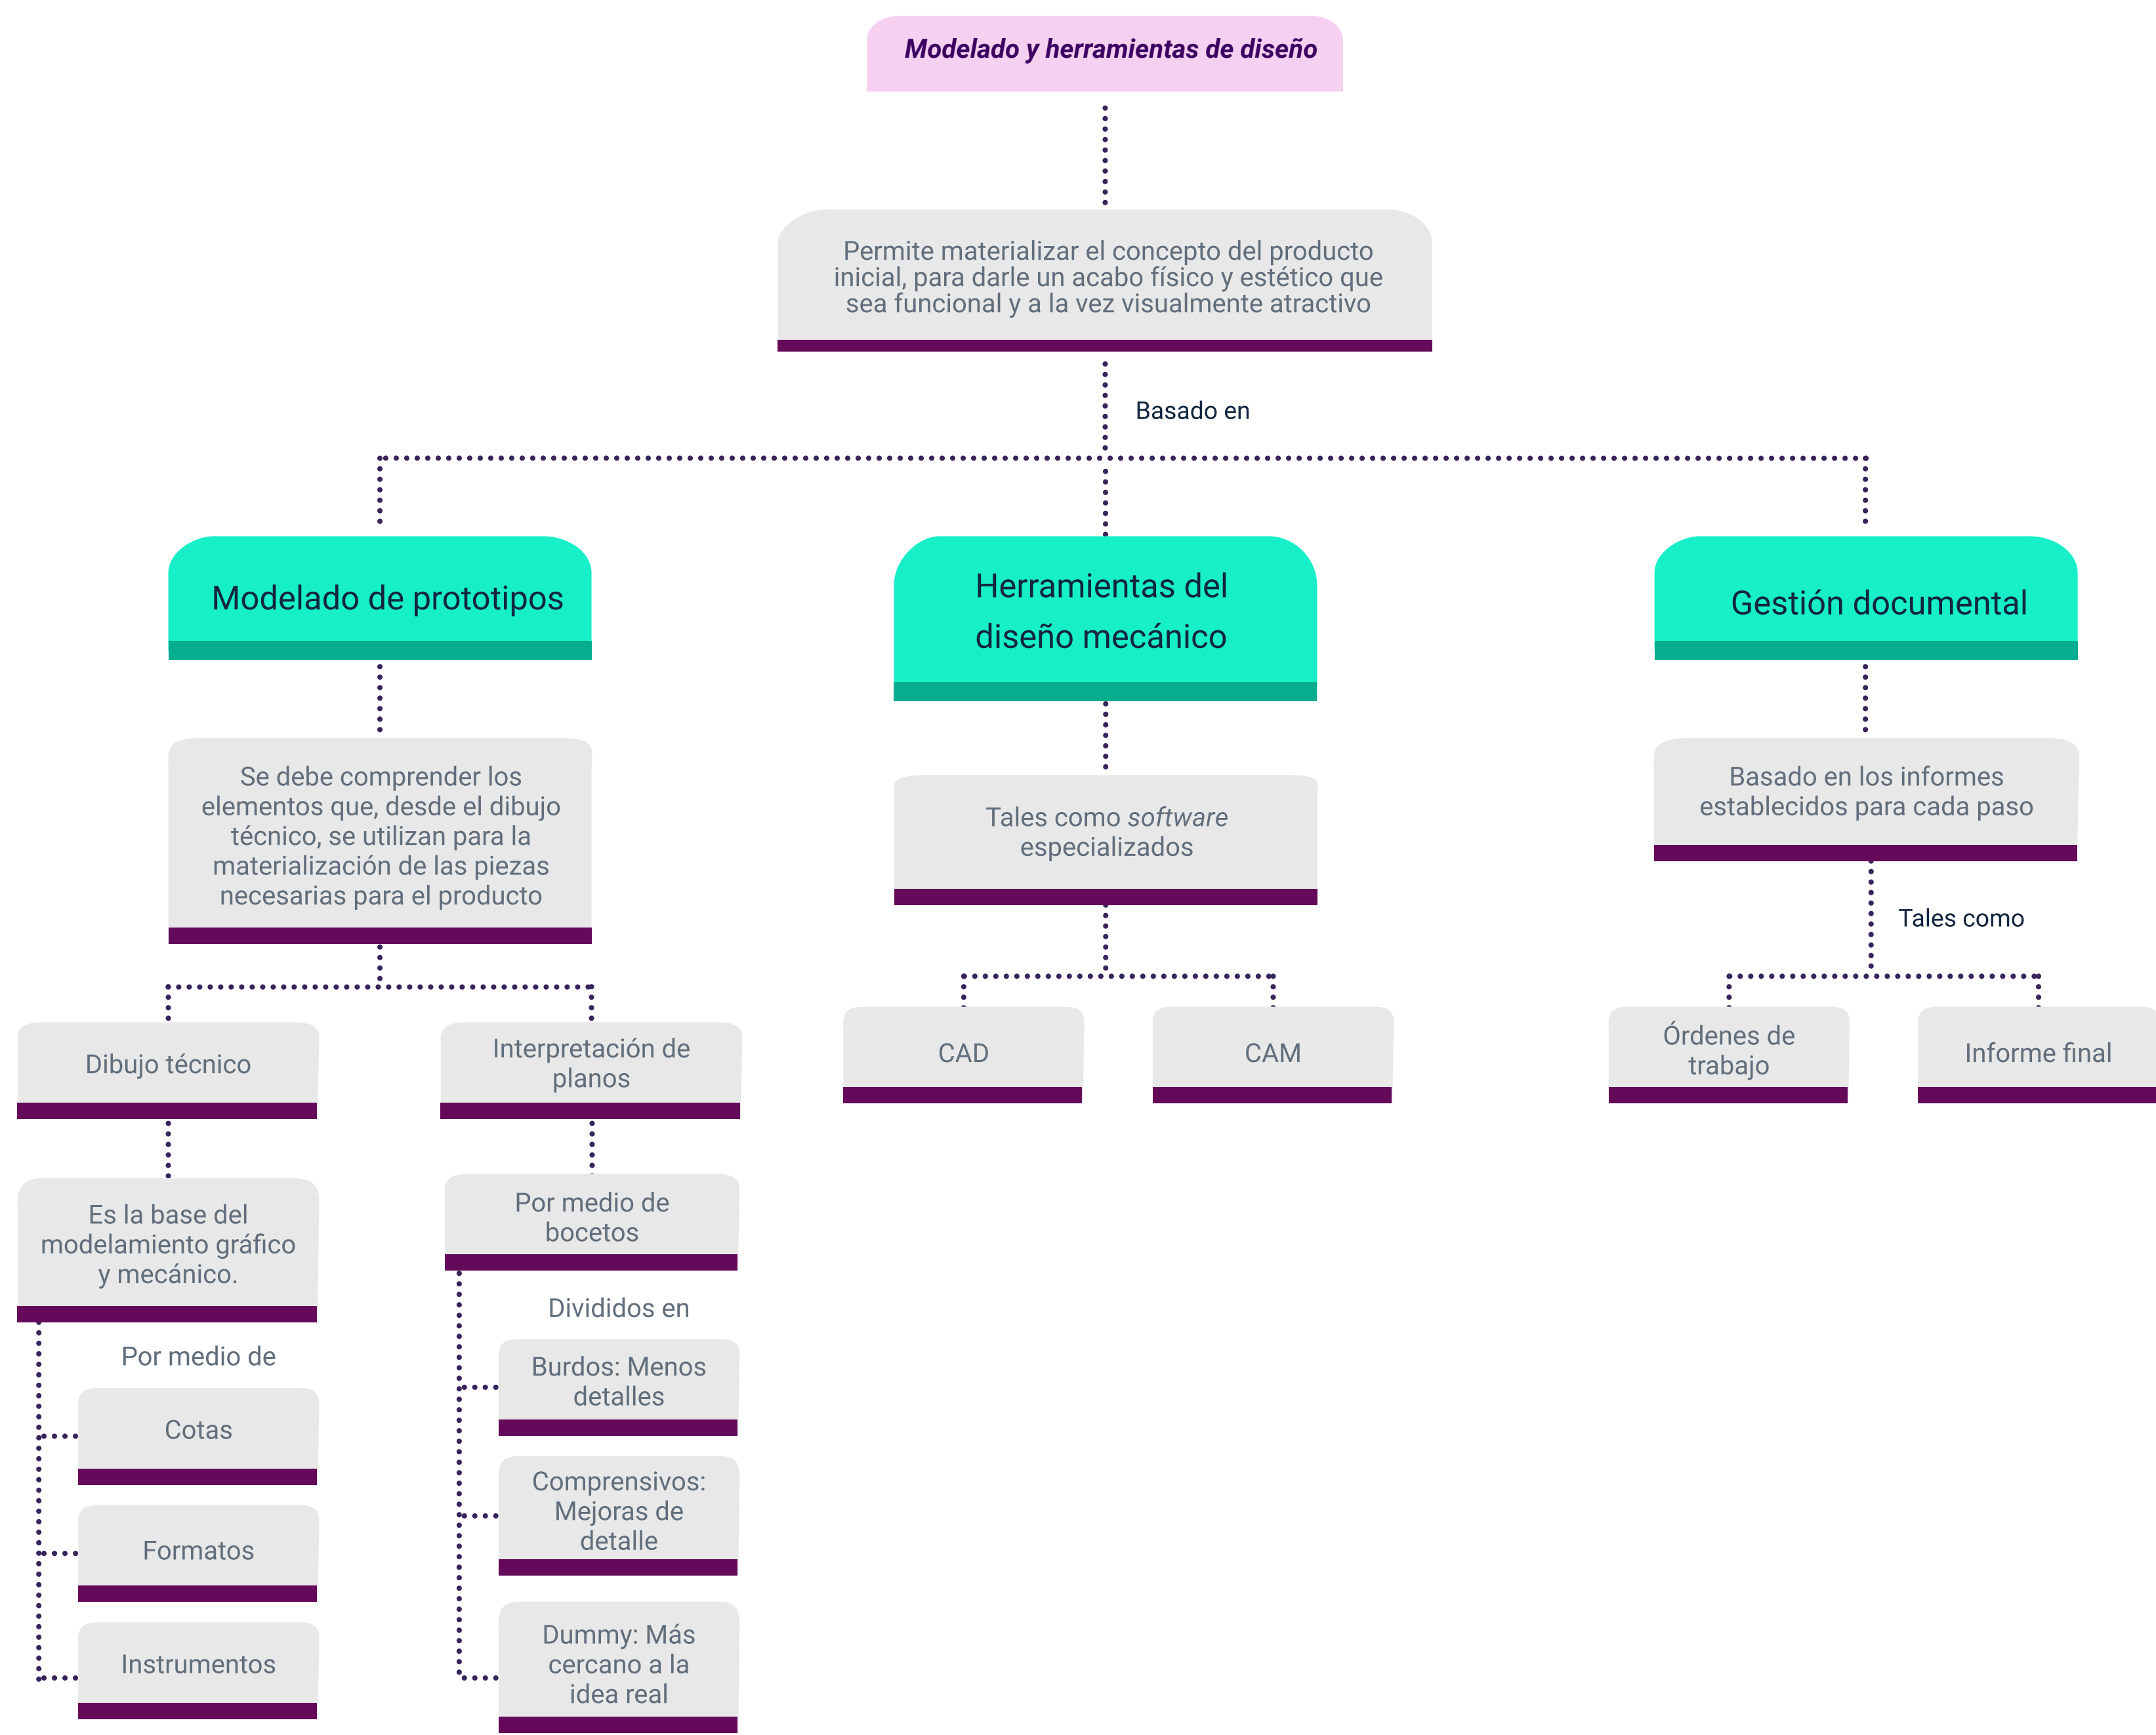 Modelado y herramientas de diseño
Permite materializar el concepto del producto
inicial, para darle un acabo físico y estético que
sea funcional y a la vez visualmente atractivo
Basado en
Modelado de prototipos
Se debe comprender los
elementos que, desde el dibujo
técnico, se utilizan para la
materialización de las piezas
necesarias para el producto
Dibujo técnico
Es la base del
modelamiento gráfico
y mecánico.
Por medio de
Cotas
Formatos
Instrumentos
Interpretación de
planos
Por medio de
bocetos
Divididos en
Burdos: Menos
detalles
Comprensivos:
Mejoras de
detalle
Dummy: Más
cercano a la
idea real
Herramientas del
diseño mecánico
Tales como software
especializados
CAD
CAM
Gestión documental
Basado en los informes
establecidos para cada paso
Tales como
Órdenes de
trabajo
Informe final